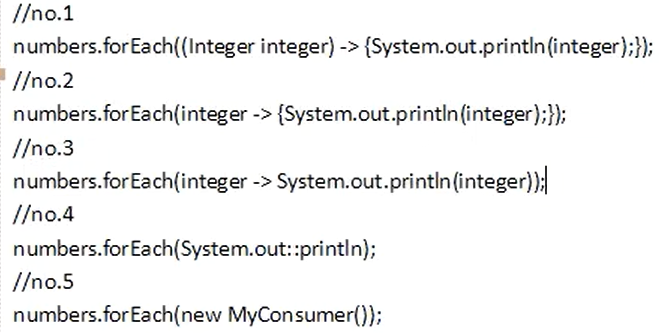 //no.1
numbers.forEach((Integer integer) -> {System.out.println(integer);});
//no.2
numbers.forEach(integer -> {System.out.println(integer);});
//no.3
numbers.forEach(integer -> System.out.println(integer));
//no.4
numbers.forEach(System.out::println);
//no.5
numbers.forEach(new MyConsumer());